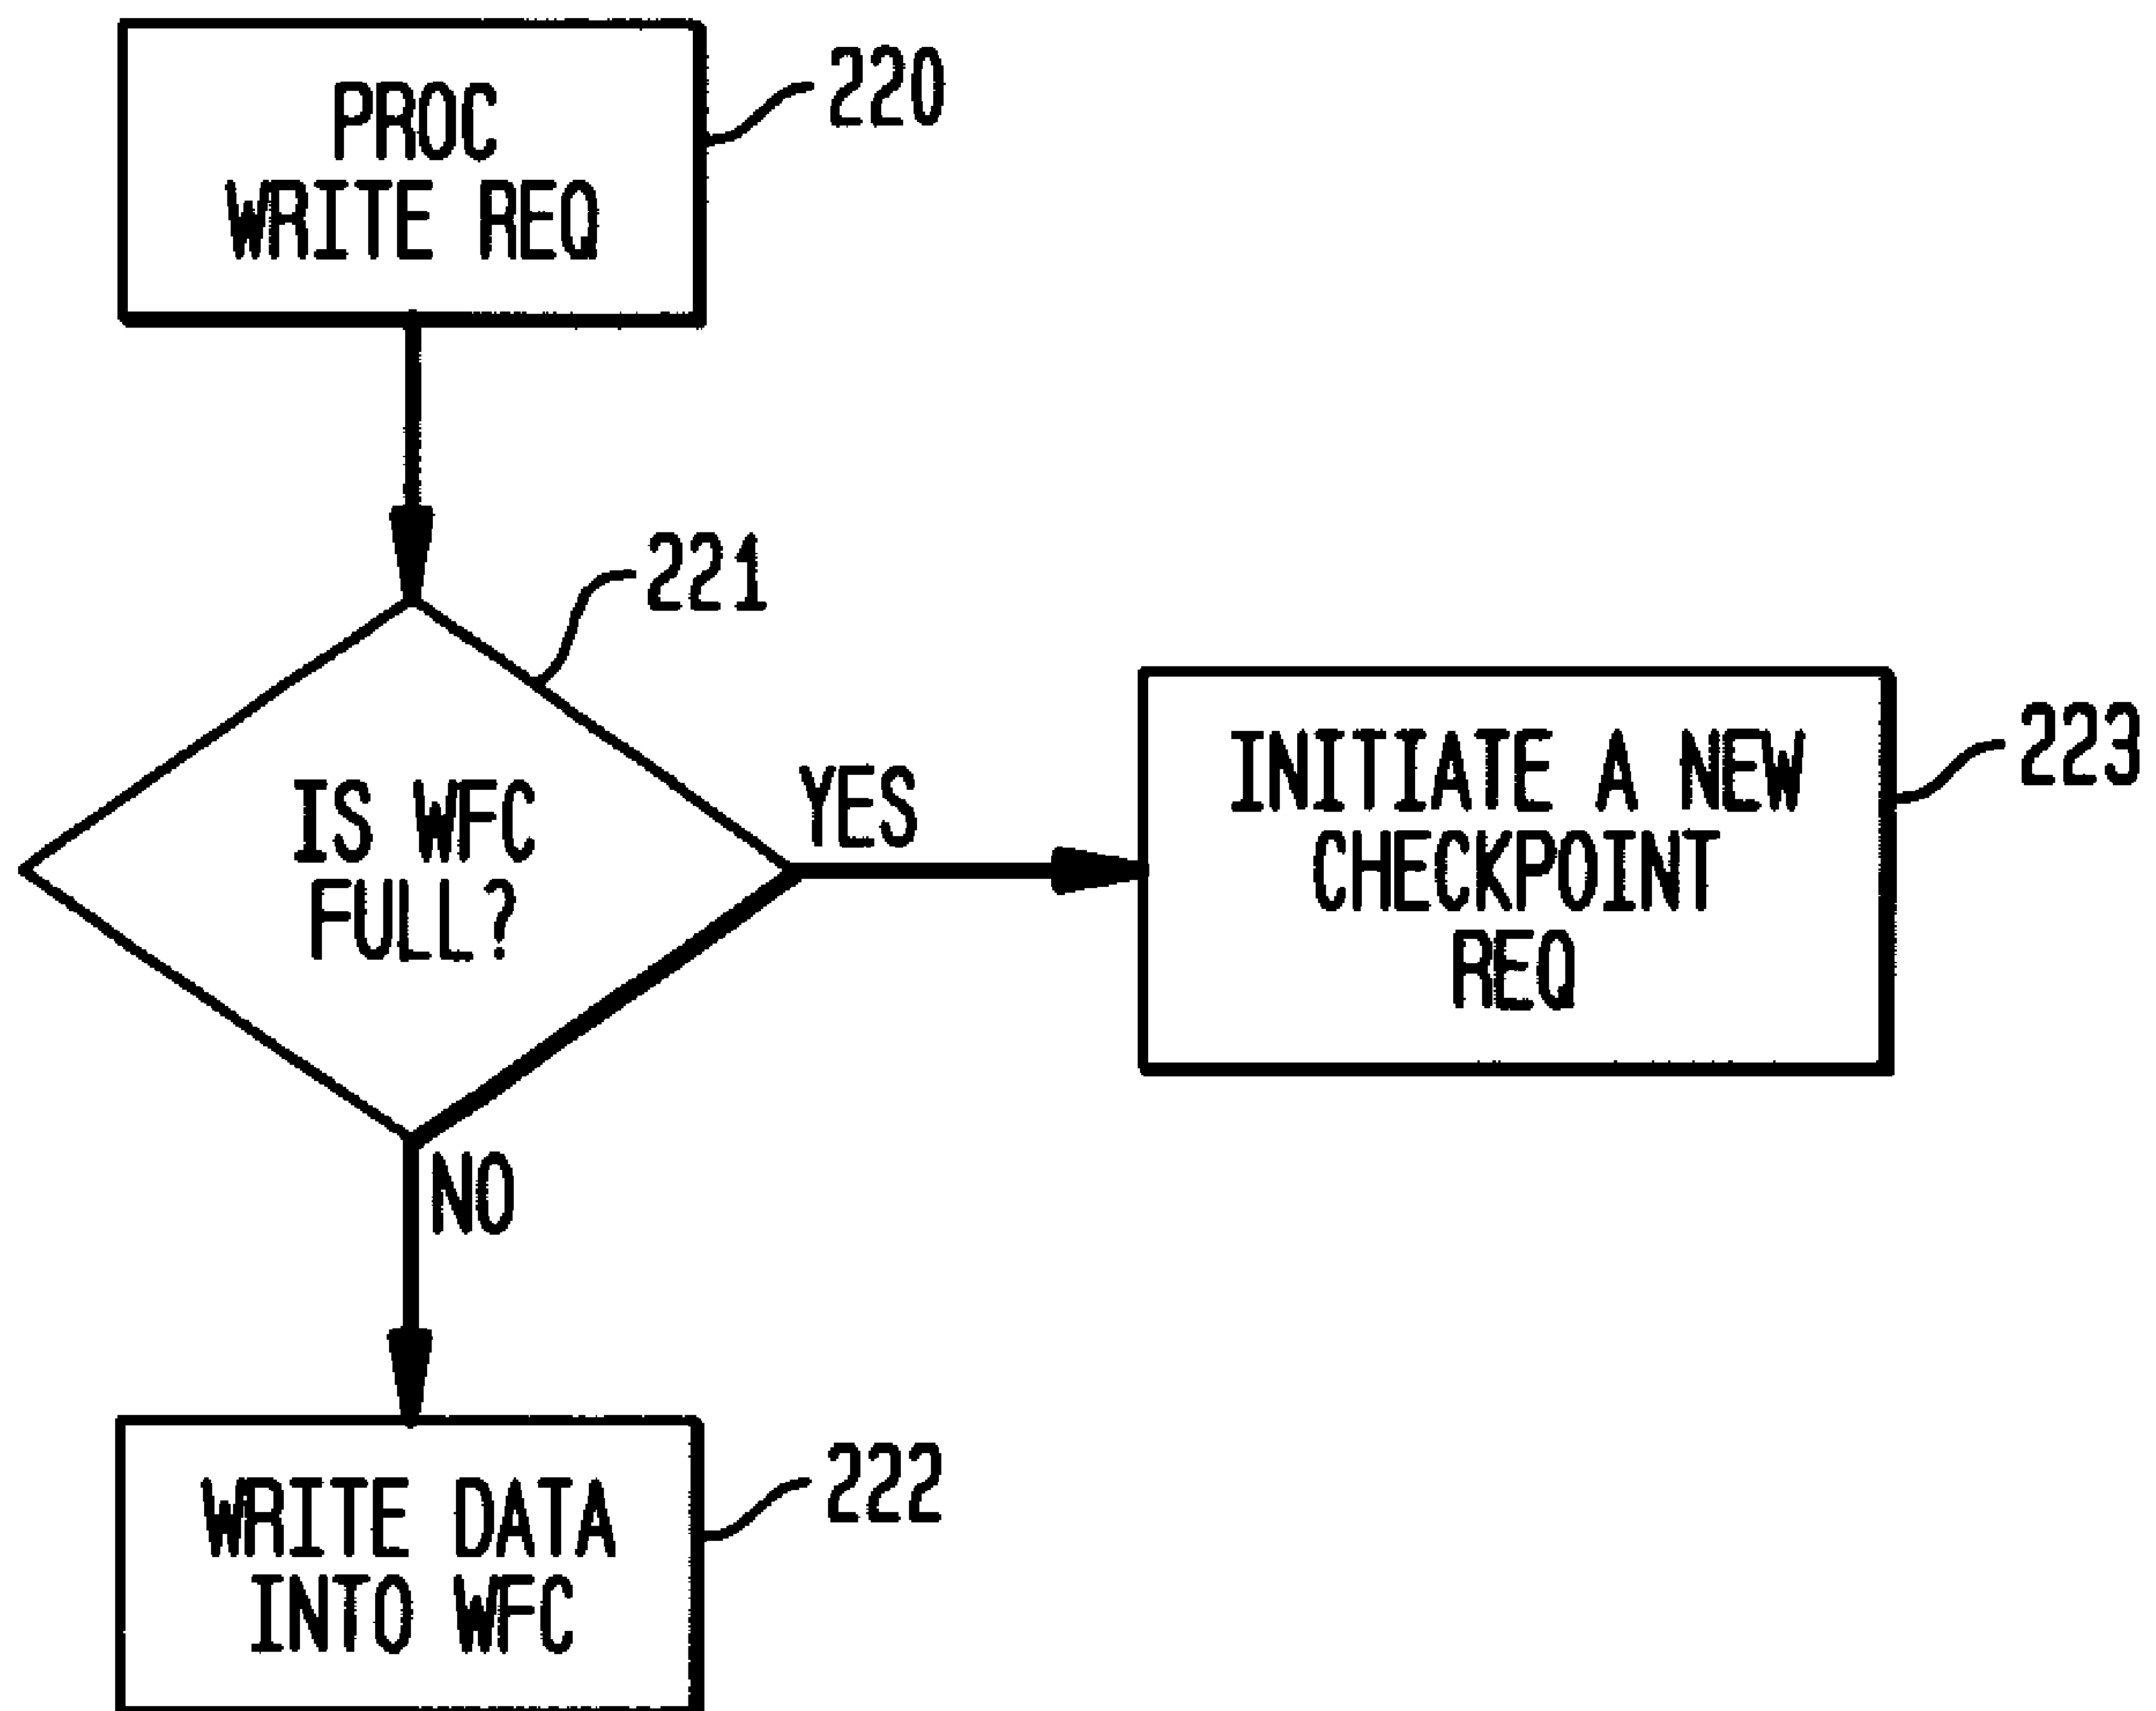 PROC
WRITE REQ
220
221
IS WFC
FULL?
YES
INITIATE A NEW
CHECKPOINT
REQ
223
NO
WRITE DATA
INTO WFC
222